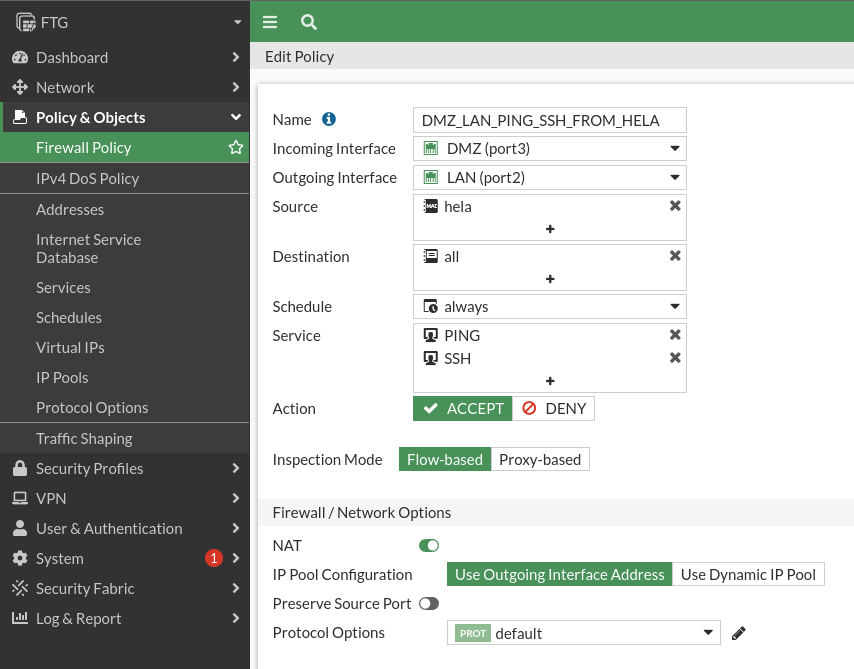 FTG
Dashboard
Network
Policy & Objects
Firewall Policy
IPv4 DoS Policy
Addresses
Internet Service
Database
Services
Schedules
Virtual IPs
IP Pools
Protocol Options
Traffic Shaping
Security Profiles
VPN
User & Authentication
System 1
Security Fabric
Log & Report
Edit Policy
Name DMZ_LAN_PING_SSH_FROM_HELA
Incoming Interface DMZ (port3)
Outgoing Interface LAN (port2)
Source MAC hela
Destination all
Schedule always
Service PING
SSH
Action ACCEPT DENY
Inspection Mode Flow-based Proxy-based
Firewall / Network Options
NAT
IP Pool Configuration Use Outgoing Interface Address Use Dynamic IP Pool
Preserve Source Port
Protocol Options PROT default